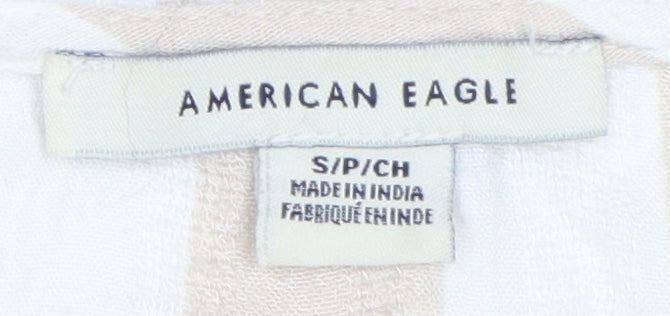 AMERICAN EAGLE
S/P/CH
MADE IN INDIA
FABRIQUÉ EN INDE